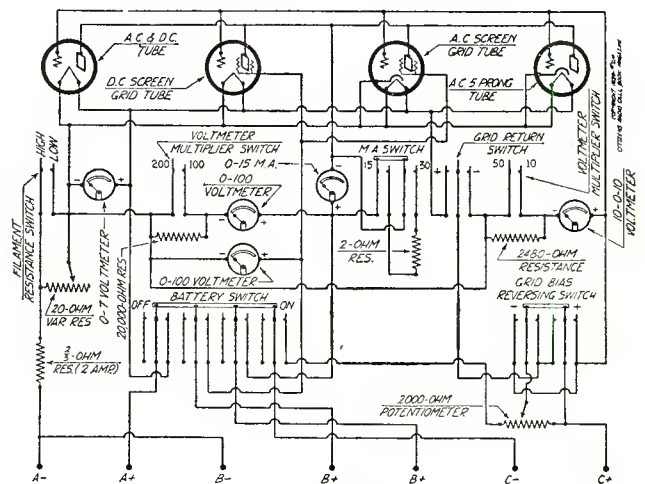 A.C & D.C.
TUBE
D.C SCREEN
GRID TUBE
A.C SCREEN
GRID TUBE
A C 5 PRONG
TUBE
HIGH
LOW
VOLTMETER
MULTIPLIER SWITCH
200
100
0-15 M.A.
0-100
VOLTMETER
M A SWITCH
15
30
GRID RETURN
SWITCH
50
10
VOLTMETER
MULTIPLIER SWITCH
10-0-10
VOLTMETER
FILAMENT
RESISTANCE SWITCH
0-7 VOLTMETER
20,000-OHM RES
0-100 VOLTMETER
2-OHM
RES.
2480-OHM
RESISTANCE
20-OHM
VAR RES
OFF
BATTERY SWITCH
ON
GRID BIAS
REVERSING SWITCH
- +
2/3-OHM
RES. (2 AMP.)
2000-OHM
POTENTIOMETER
A-
A+
B-
B+
B+
C-
C+